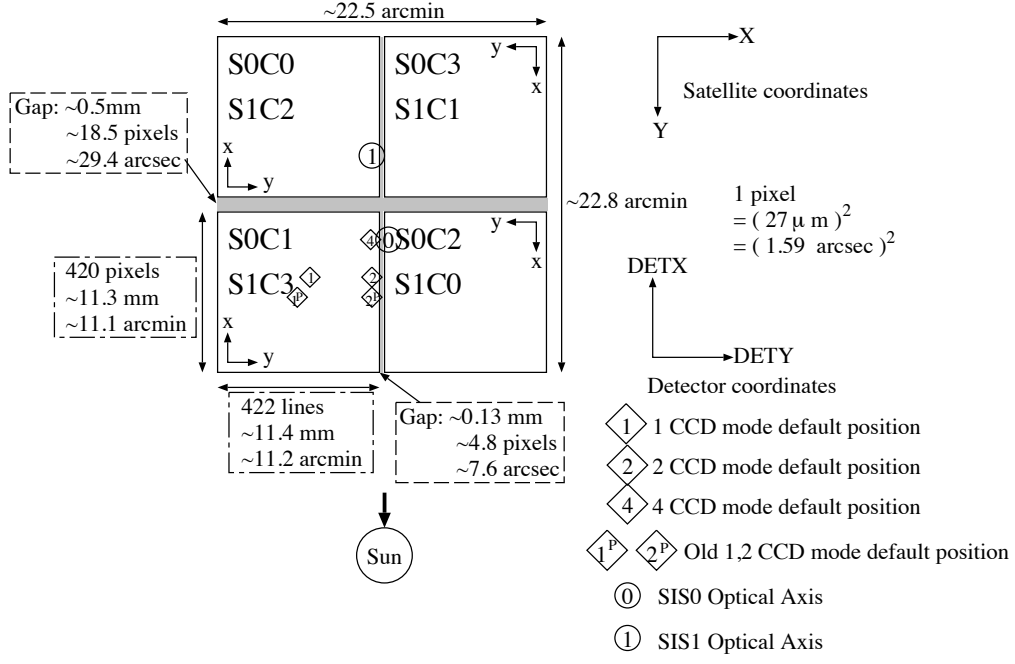 ~22.5 arcmin
S0C0
S1C2
x
y
S0C3
S1C1
y
x
X
Y
Satellite coordinates
Gap: ~0.5mm
~18.5 pixels
~29.4 arcsec
1
~22.8 arcmin
1 pixel
= ( 27 μ m )²
= ( 1.59 arcsec )²
S0C1
S1C3
4
0
1
2
1P
2P
x
y
S0C2
S1C0
y
x
420 pixels
~11.3 mm
~11.1 arcmin
DETX
DETY
Detector coordinates
422 lines
~11.4 mm
~11.2 arcmin
Gap: ~0.13 mm
~4.8 pixels
~7.6 arcsec
Sun
1 1 CCD mode default position
2 2 CCD mode default position
4 4 CCD mode default position
1P 2P Old 1,2 CCD mode default position
0 SIS0 Optical Axis
1 SIS1 Optical Axis